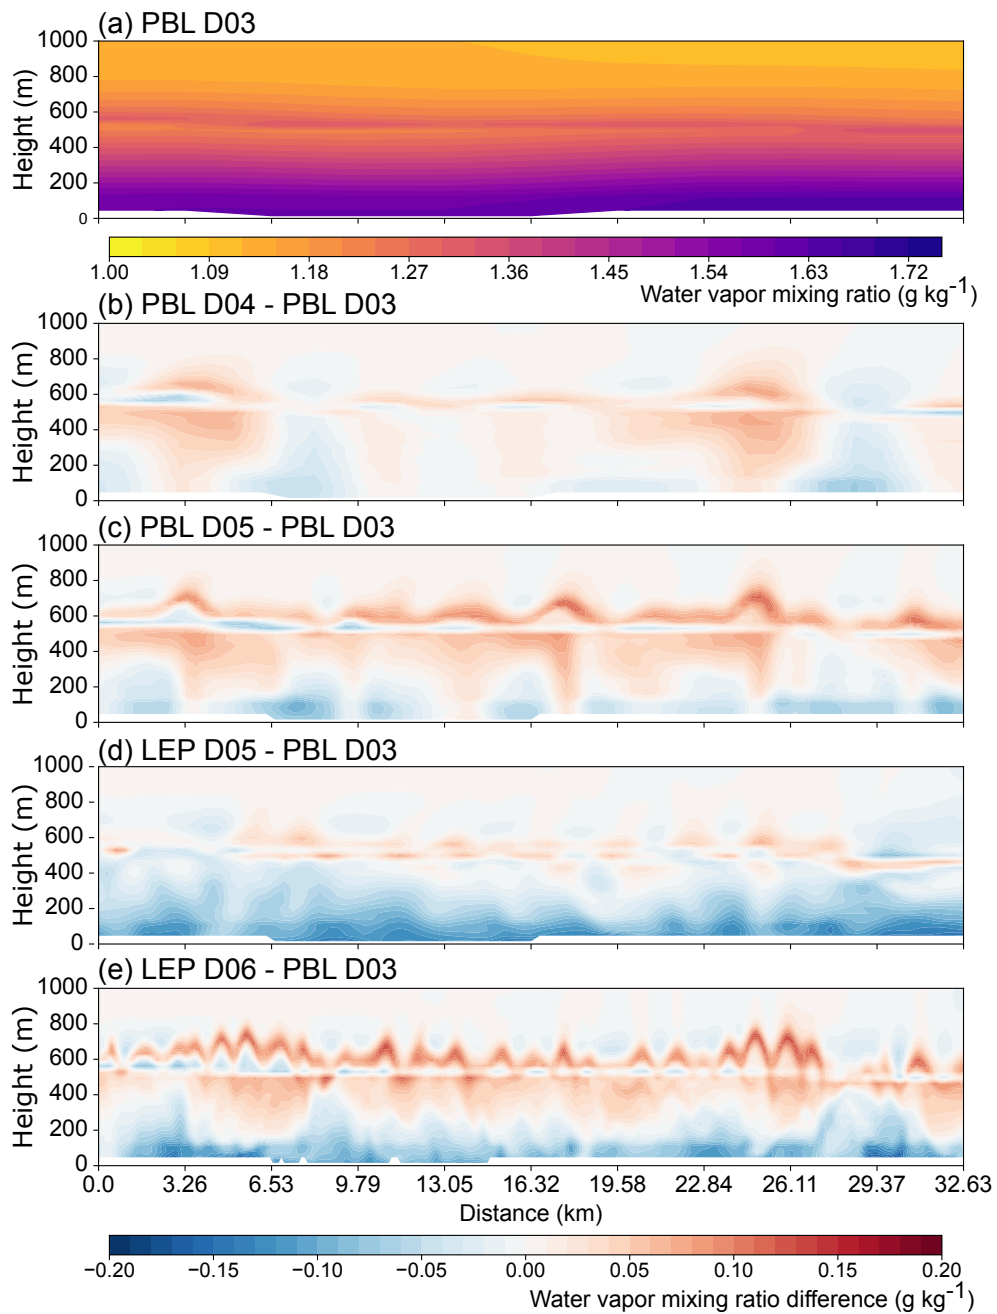 (a) PBL D03
1000
800
600
400
200
0
Height (m)
1.00 1.09 1.18 1.27 1.36 1.45 1.54 1.63 1.72
Water vapor mixing ratio (g kg⁻¹)
(b) PBL D04 - PBL D03
1000
800
600
400
200
0
Height (m)
(c) PBL D05 - PBL D03
1000
800
600
400
200
0
Height (m)
(d) LEP D05 - PBL D03
1000
800
600
400
200
0
Height (m)
(e) LEP D06 - PBL D03
1000
800
600
400
200
0
Height (m)
0.0 3.26 6.53 9.79 13.05 16.32 19.58 22.84 26.11 29.37 32.63
Distance (km)
−0.20 −0.15 −0.10 −0.05 0.00 0.05 0.10 0.15 0.20
Water vapor mixing ratio difference (g kg⁻¹)